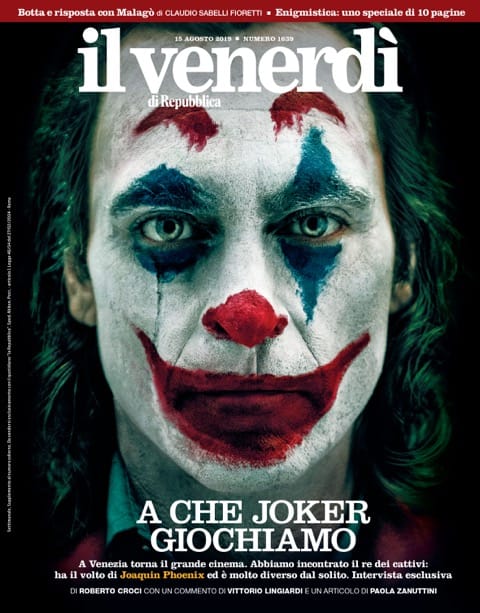 Botta e risposta con Malagò di CLAUDIO SABELLI FIORETTI ■ Enigmistica: uno speciale di 10 pagine
15 AGOSTO 2019 ■ NUMERO 1639
il venerdì
di Repubblica
A CHE JOKER
GIOCHIAMO
A Venezia torna il grande cinema. Abbiamo incontrato il re dei cattivi:
ha il volto di Joaquin Phoenix ed è molto diverso dal solito. Intervista esclusiva
DI ROBERTO CROCI CON UN COMMENTO DI VITTORIO LINGIARDI E UN ARTICOLO DI PAOLA ZANUTTINI